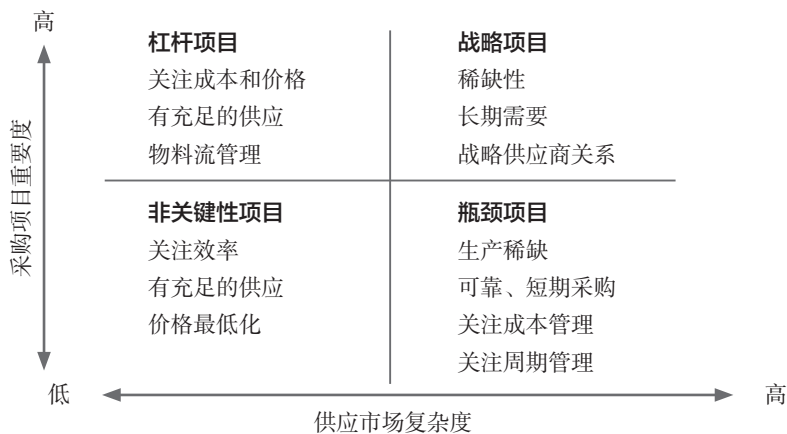 高
采购项目重要度
杠杆项目
关注成本和价格
有充足的供应
物料流管理
战略项目
稀缺性
长期需要
战略供应商关系
非关键性项目
关注效率
有充足的供应
价格最低化
瓶颈项目
生产稀缺
可靠、短期采购
关注成本管理
关注周期管理
低
高
供应市场复杂度